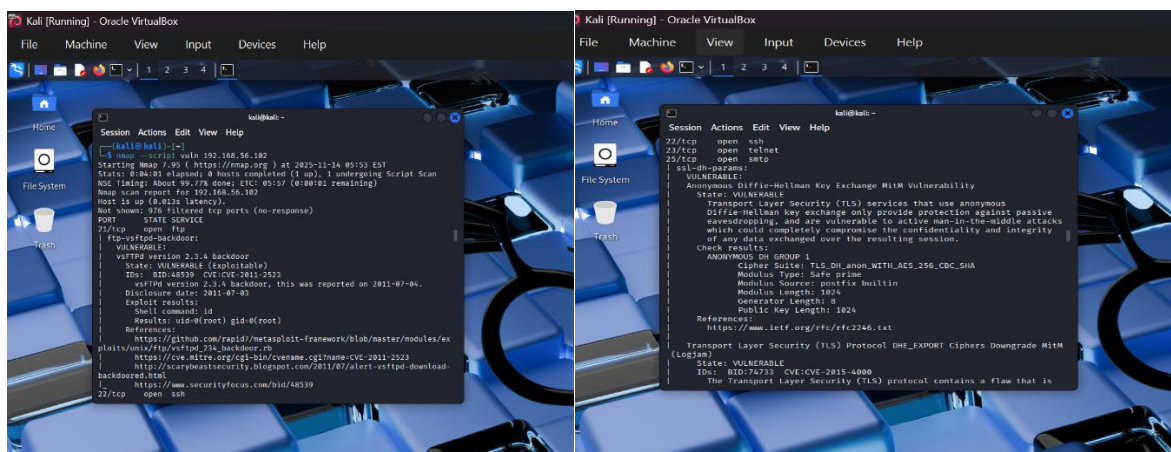 Kali [Running] - Oracle VirtualBox
File Machine View Input Devices Help
1 2 3 4
Home
File System
Trash
kali@kali: ~
Session Actions Edit View Help
(kali㉿kali)-[~]
$ nmap --script vuln 192.168.56.102
Starting Nmap 7.95 ( https://nmap.org ) at 2025-11-14 05:53 EST
Stats: 0:04:01 elapsed; 0 hosts completed (1 up), 1 undergoing Script Scan
NSE Timing: About 99.77% done; ETC: 05:57 (0:00:01 remaining)
Nmap scan report for 192.168.56.102
Host is up (0.013s latency).
Not shown: 976 filtered tcp ports (no-response)
PORT STATE SERVICE
21/tcp open ftp
| ftp-vsftpd-backdoor:
| VULNERABLE:
| vsFTPd version 2.3.4 backdoor
| State: VULNERABLE (Exploitable)
| IDs: BID:48539 CVE:CVE-2011-2523
| vsFTPd version 2.3.4 backdoor, this was reported on 2011-07-04.
| Disclosure date: 2011-07-03
| Exploit results:
| Shell command: id
| Results: uid=0(root) gid=0(root)
| References:
| https://github.com/rapid7/metasploit-framework/blob/master/modules/ex
ploits/unix/ftp/vsftpd_234_backdoor.rb
| https://cve.mitre.org/cgi-bin/cvename.cgi?name=CVE-2011-2523
| http://scarybeastsecurity.blogspot.com/2011/07/alert-vsftpd-download-
backdoored.html
|_ https://www.securityfocus.com/bid/48539
22/tcp open ssh
Kali [Running] - Oracle VirtualBox
File Machine View Input Devices Help
1 2 3 4
Home
File System
Trash
kali@kali: ~
Session Actions Edit View Help
22/tcp open ssh
23/tcp open telnet
25/tcp open smtp
| ssl-dh-params:
| VULNERABLE:
| Anonymous Diffie-Hellman Key Exchange MitM Vulnerability
| State: VULNERABLE
| Transport Layer Security (TLS) services that use anonymous
| Diffie-Hellman key exchange only provide protection against passive
| eavesdropping, and are vulnerable to active man-in-the-middle attacks
| which could completely compromise the confidentiality and integrity
| of any data exchanged over the resulting session.
| Check results:
| ANONYMOUS DH GROUP 1
| Cipher Suite: TLS_DH_anon_WITH_AES_256_CBC_SHA
| Modulus Type: Safe prime
| Modulus Source: postfix builtin
| Modulus Length: 1024
| Generator Length: 8
| Public Key Length: 1024
| References:
| https://www.ietf.org/rfc/rfc2246.txt
|
| Transport Layer Security (TLS) Protocol DHE_EXPORT Ciphers Downgrade MitM
(Logjam)
| State: VULNERABLE
| IDs: BID:74733 CVE:CVE-2015-4000
| The Transport Layer Security (TLS) protocol contains a flaw that is